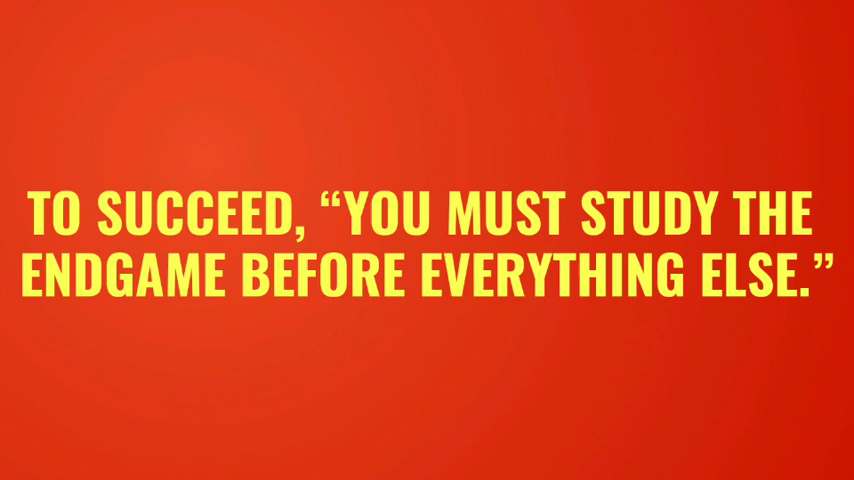 TO SUCCEED, “YOU MUST STUDY THE
ENDGAME BEFORE EVERYTHING ELSE.”